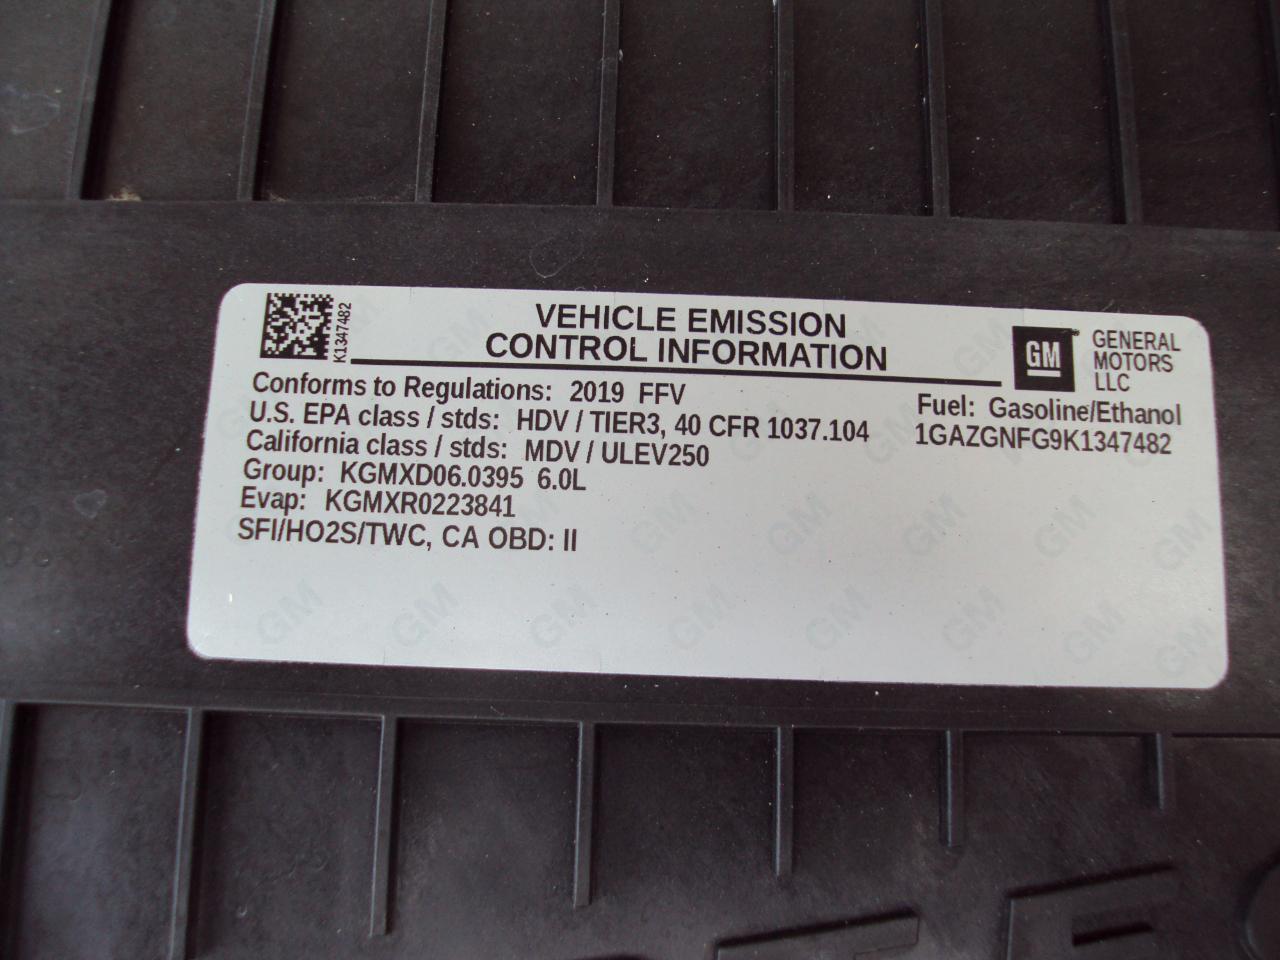 K1347482
VEHICLE EMISSION
CONTROL INFORMATION
GM
GENERAL
MOTORS
LLC
Conforms to Regulations: 2019 FFV
U.S. EPA class / stds: HDV / TIER3, 40 CFR 1037.104
California class / stds: MDV / ULEV250
Group: KGMXD06.0395 6.0L
Evap: KGMXR0223841
SFI/HO2S/TWC, CA OBD: II
Fuel: Gasoline/Ethanol
1GAZGNFG9K1347482